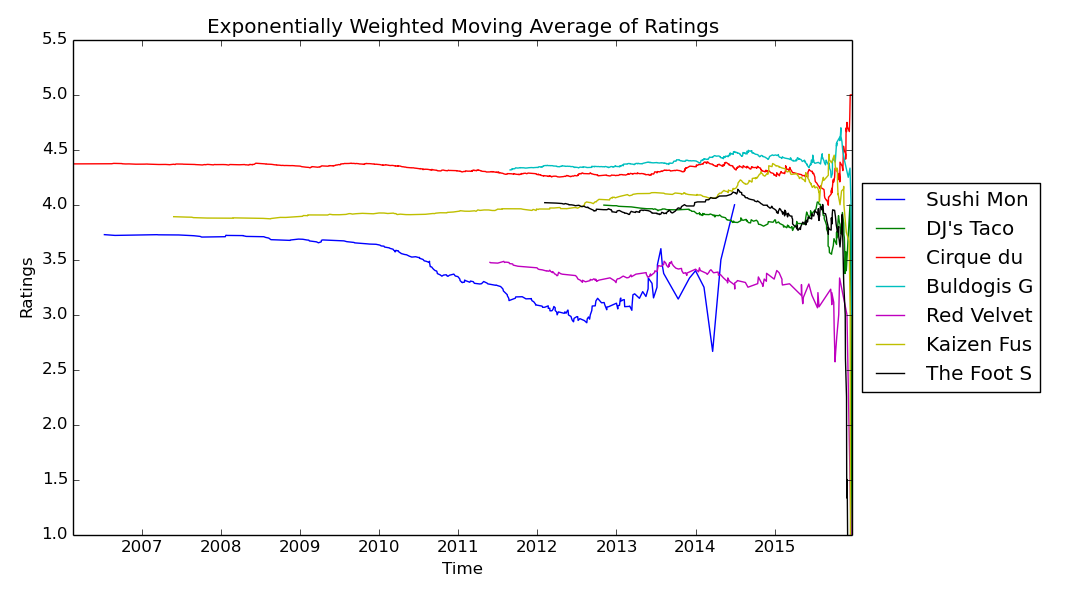 Exponentially Weighted Moving Average of Ratings
5.5
5.0
4.5
4.0
3.5
3.0
2.5
2.0
1.5
1.0
Ratings
2007 2008 2009 2010 2011 2012 2013 2014 2015
Time
Sushi Mon
DJ's Taco
Cirque du
Buldogis G
Red Velvet
Kaizen Fus
The Foot S